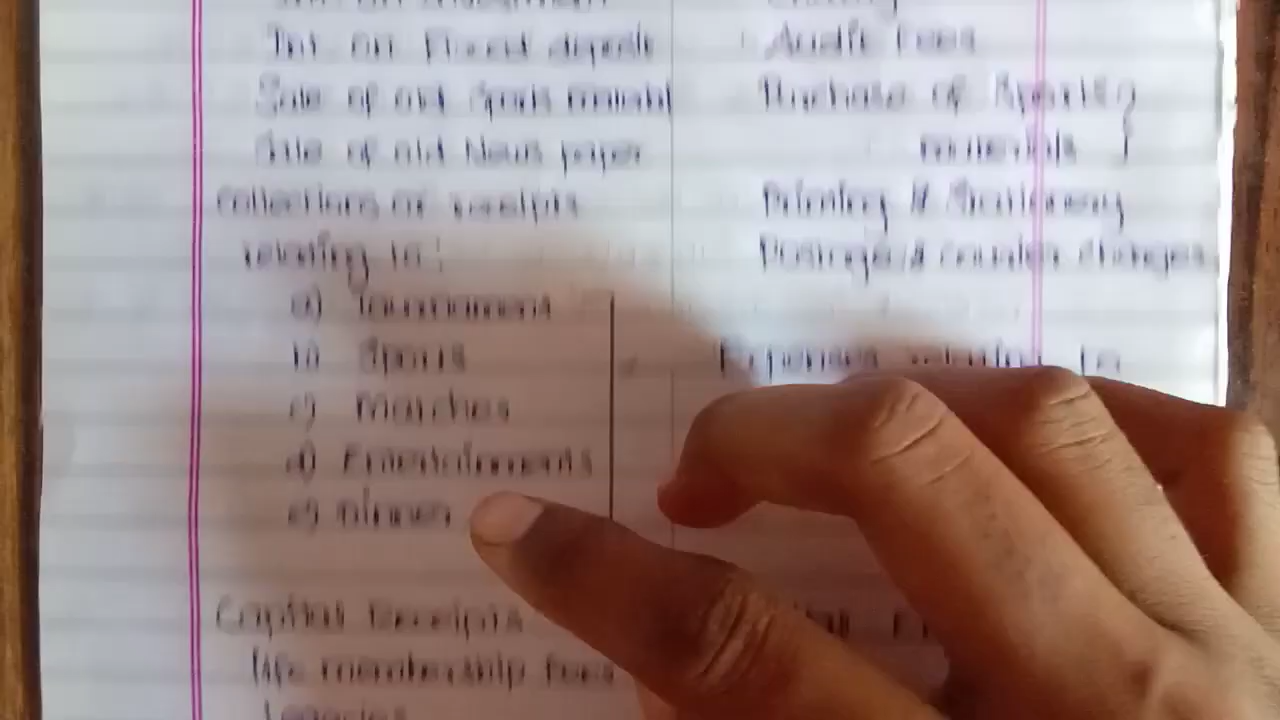 Int on Fixed deposit
Sale of old Sports material
Sale of old News paper
collections or receipts
relating to:
a) Tournament
b) Sports
c) Matches
d) Entertainments
e) dinner
Capital Receipts
life membership Fees
Legacies
Audit Fees
Purchase of Sports
materials }
Printing & Stationery
Postage & courier charges
Expenses relating to